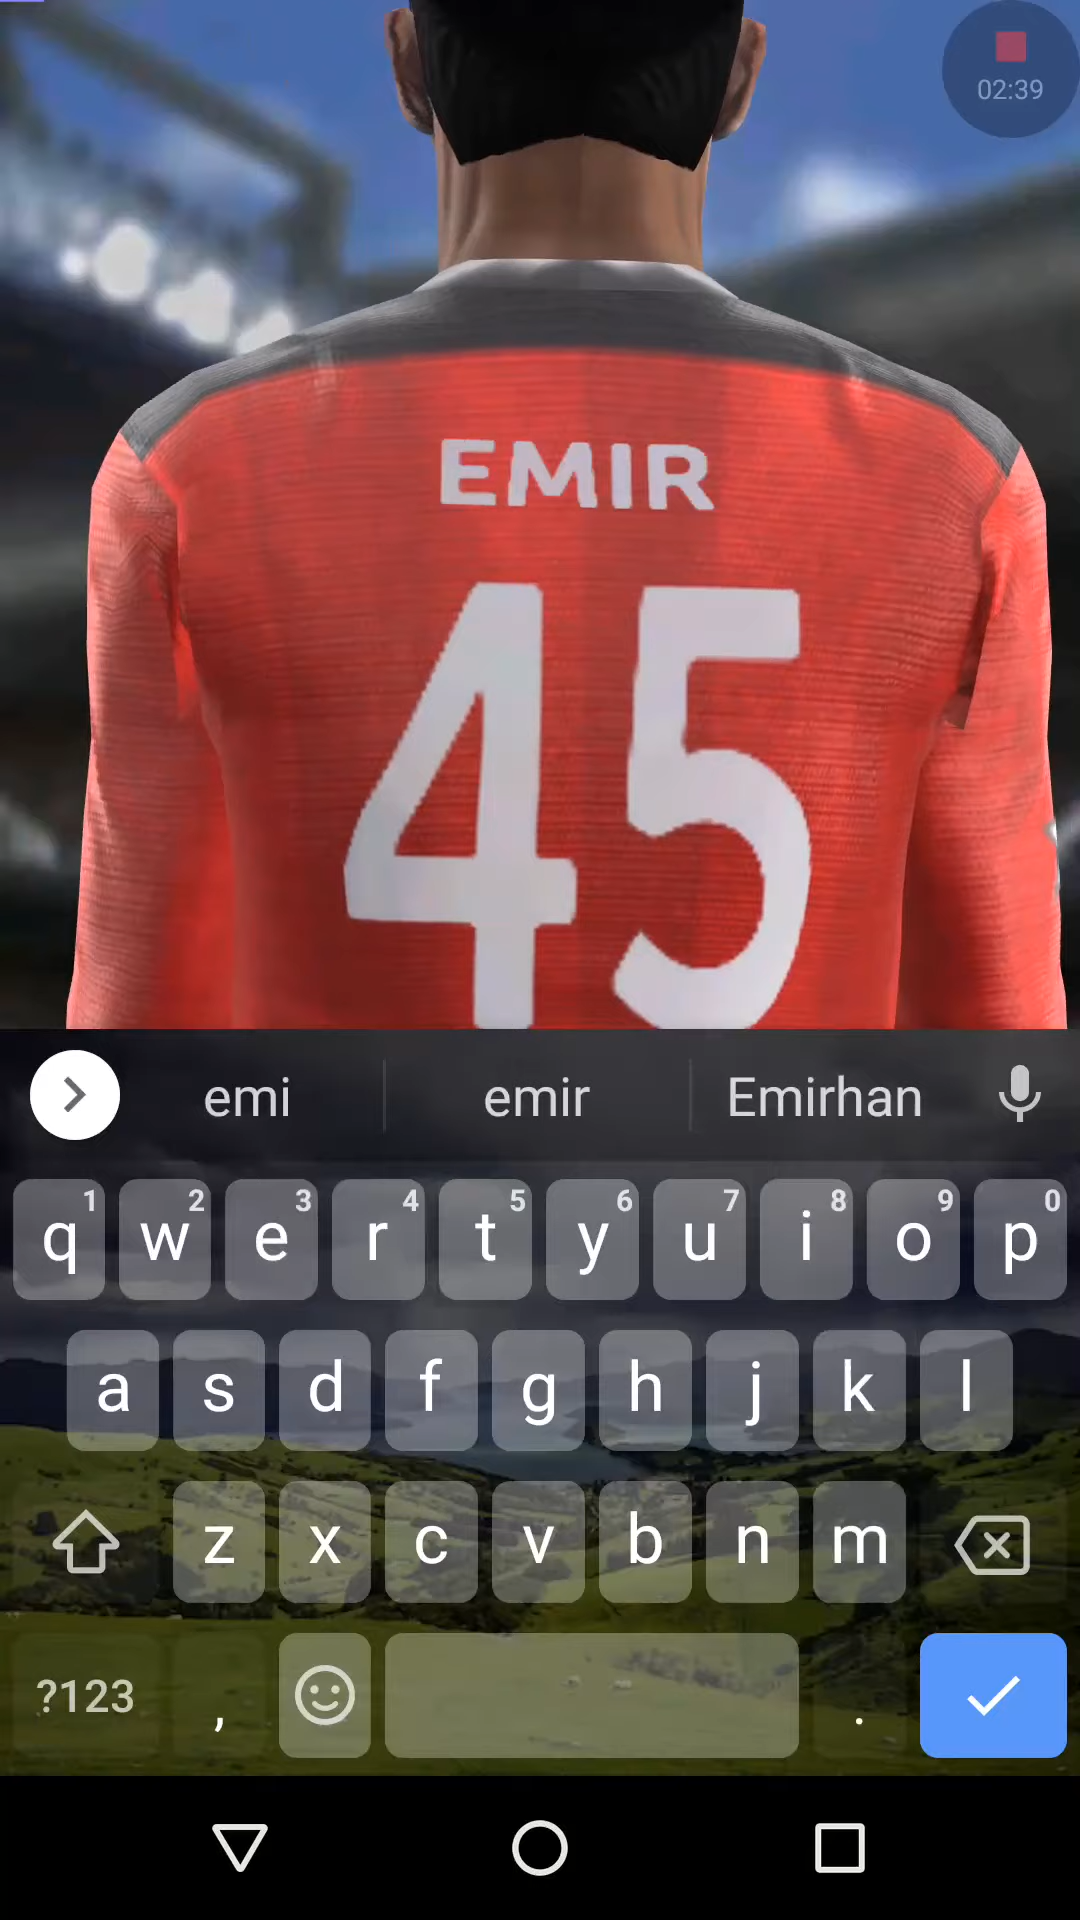 02:39
EMIR
45
emi emir Emirhan
1 2 3 4 5 6 7 8 9 0
q w e r t y u i o p
a s d f g h j k l
z x c v b n m
?123 , .